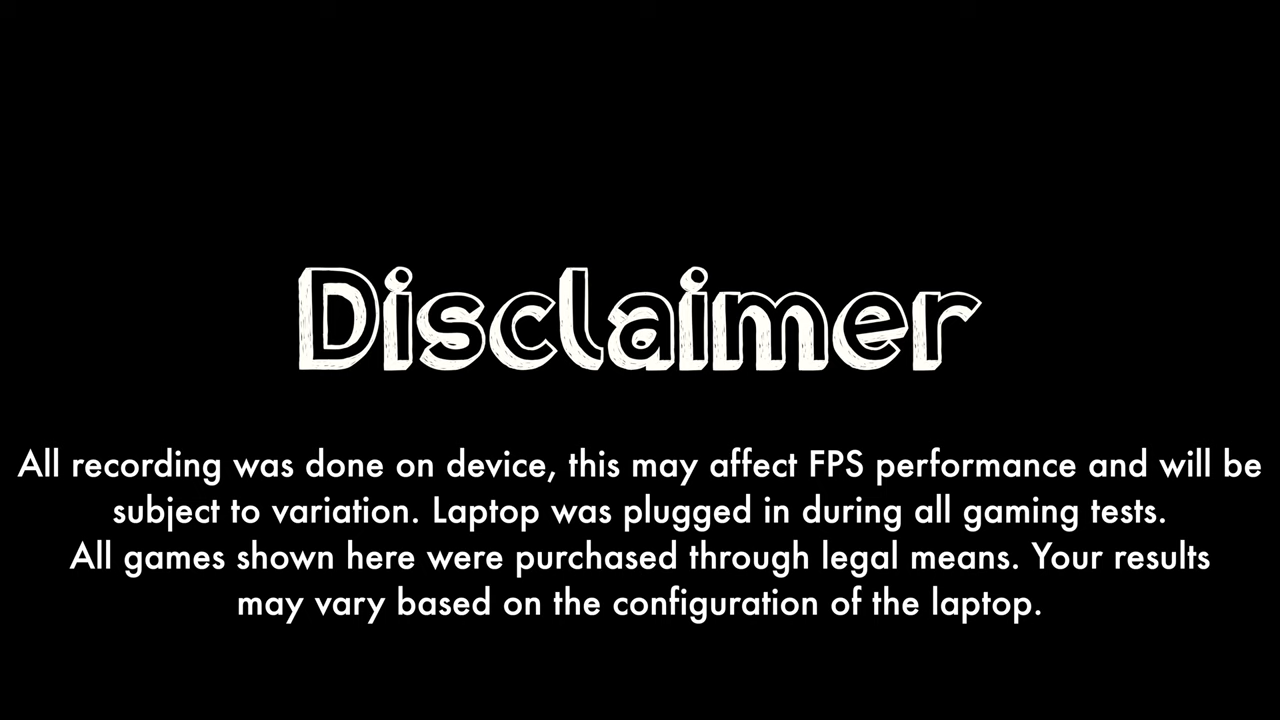 Disclaimer
All recording was done on device, this may affect FPS performance and will be
subject to variation. Laptop was plugged in during all gaming tests.
All games shown here were purchased through legal means. Your results
may vary based on the configuration of the laptop.